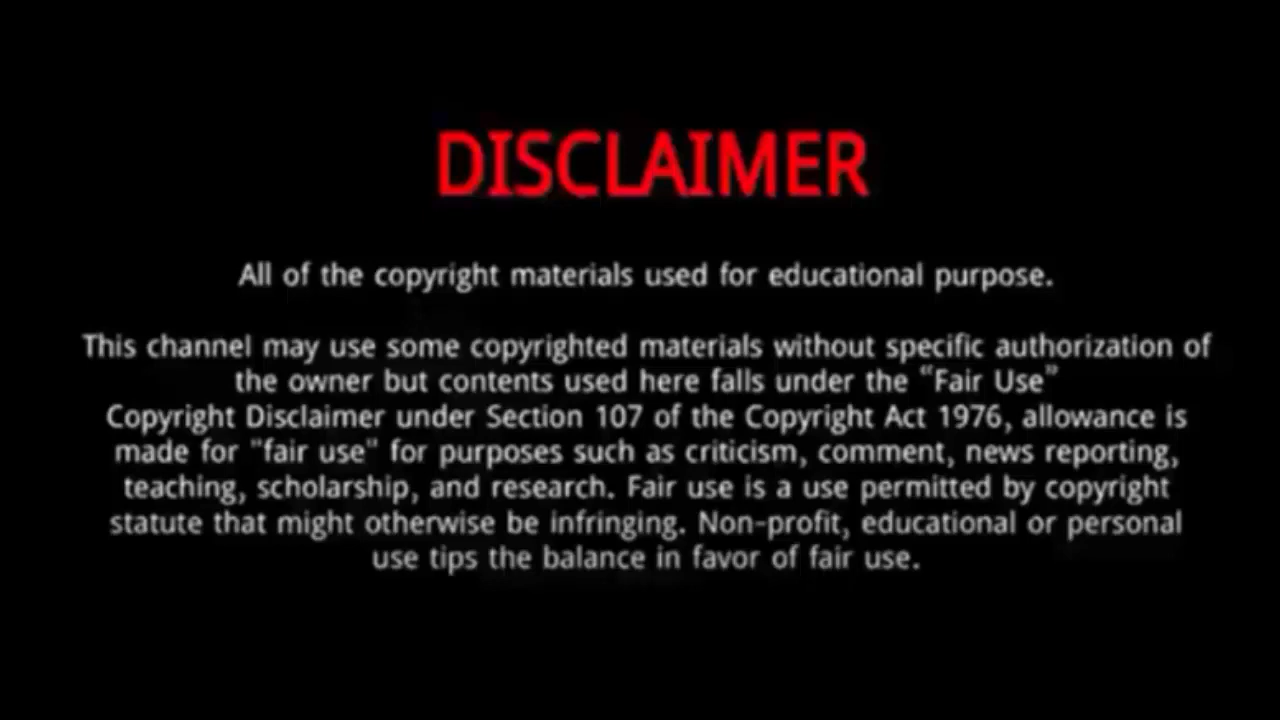 DISCLAIMER
All of the copyright materials used for educational purpose.
This channel may use some copyrighted materials without specific authorization of
the owner but contents used here falls under the “Fair Use”
Copyright Disclaimer under Section 107 of the Copyright Act 1976, allowance is
made for "fair use" for purposes such as criticism, comment, news reporting,
teaching, scholarship, and research. Fair use is a use permitted by copyright
statute that might otherwise be infringing. Non-profit, educational or personal
use tips the balance in favor of fair use.